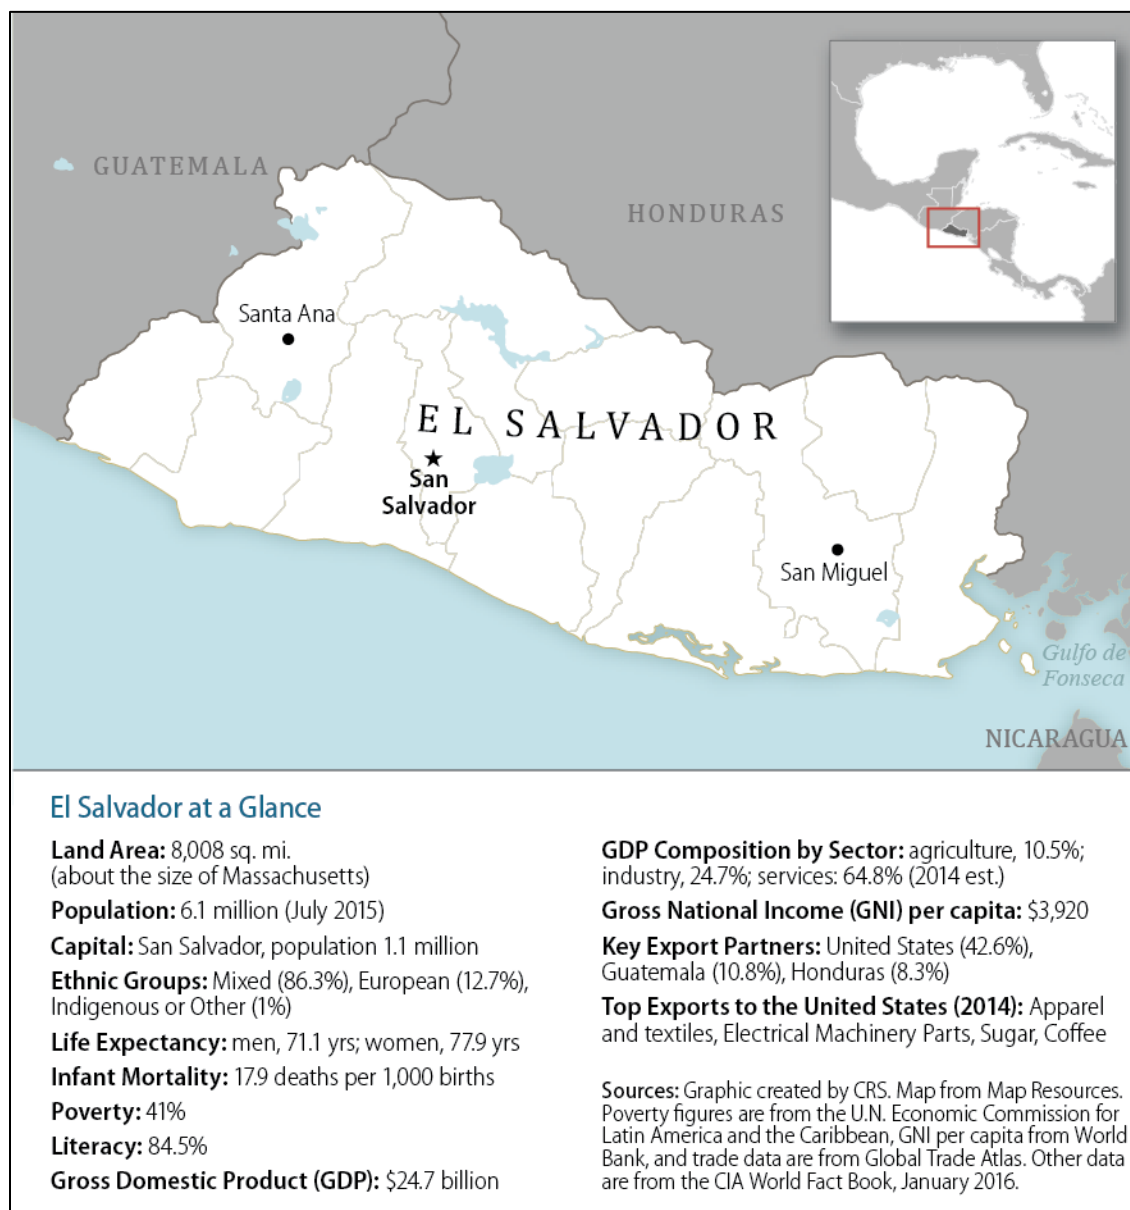 GUATEMALA
HONDURAS
Santa Ana
EL SALVADOR
San
Salvador
San Miguel
Gulfo de
Fonseca
NICARAGUA
El Salvador at a Glance
Land Area: 8,008 sq. mi.
(about the size of Massachusetts)
Population: 6.1 million (July 2015)
Capital: San Salvador, population 1.1 million
Ethnic Groups: Mixed (86.3%), European (12.7%),
Indigenous or Other (1%)
Life Expectancy: men, 71.1 yrs; women, 77.9 yrs
Infant Mortality: 17.9 deaths per 1,000 births
Poverty: 41%
Literacy: 84.5%
Gross Domestic Product (GDP): $24.7 billion
GDP Composition by Sector: agriculture, 10.5%;
industry, 24.7%; services: 64.8% (2014 est.)
Gross National Income (GNI) per capita: $3,920
Key Export Partners: United States (42.6%),
Guatemala (10.8%), Honduras (8.3%)
Top Exports to the United States (2014): Apparel
and textiles, Electrical Machinery Parts, Sugar, Coffee
Sources: Graphic created by CRS. Map from Map Resources.
Poverty figures are from the U.N. Economic Commission for
Latin America and the Caribbean, GNI per capita from World
Bank, and trade data are from Global Trade Atlas. Other data
are from the CIA World Fact Book, January 2016.